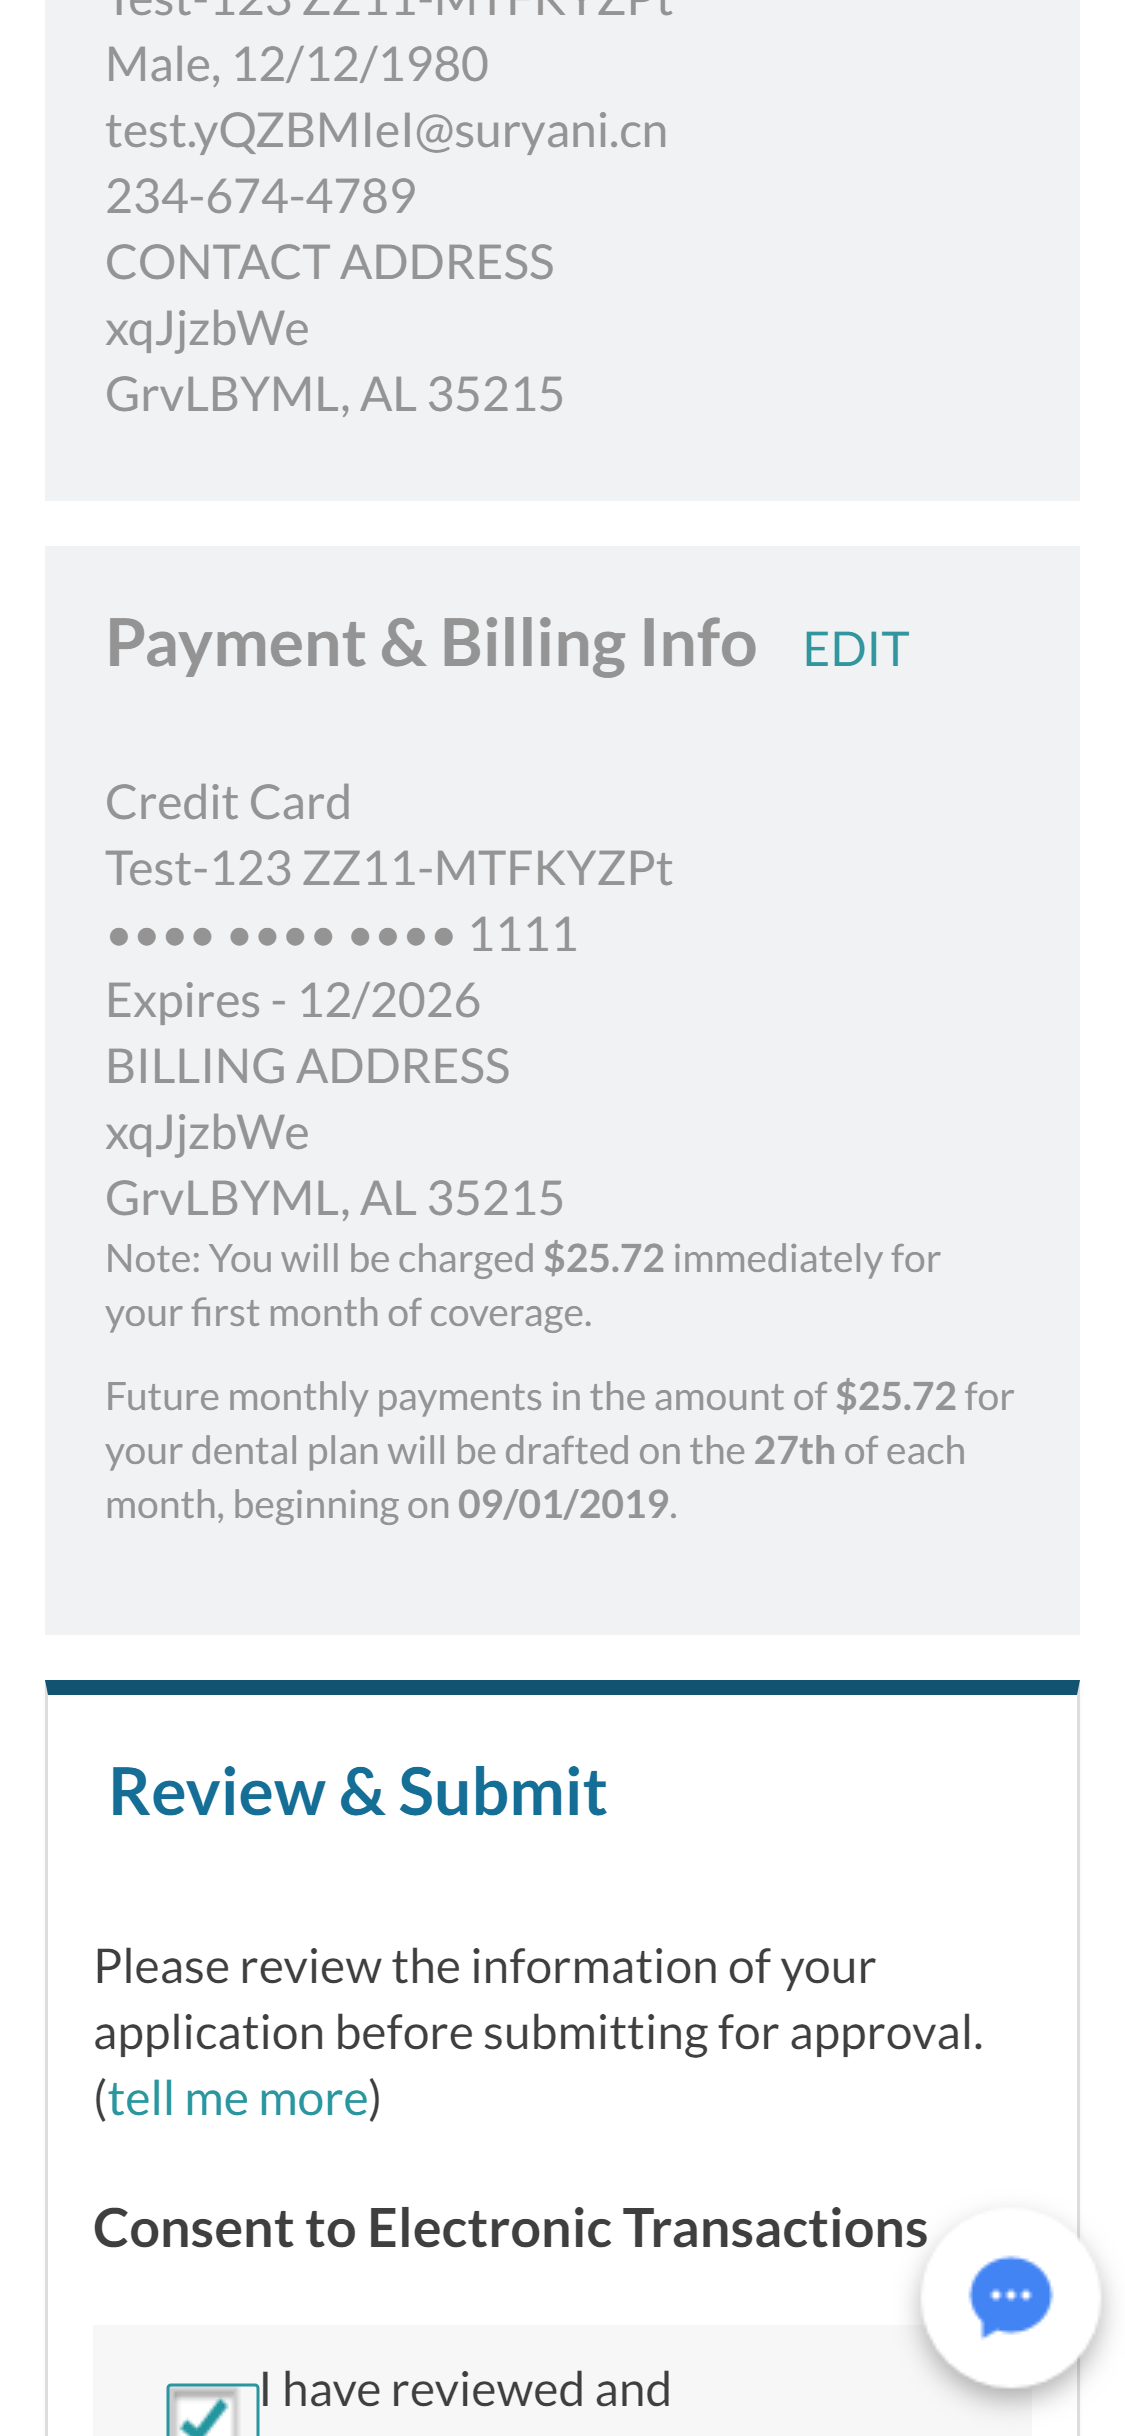 Test-123 ZZ11-MTFKYZPt
Male, 12/12/1980
test.yQZBMIel@suryani.cn
234-674-4789
CONTACT ADDRESS
xqJjzbWe
GrvLBYML, AL 35215
Payment & Billing Info EDIT
Credit Card
Test-123 ZZ11-MTFKYZPt
•••• •••• •••• 1111
Expires - 12/2026
BILLING ADDRESS
xqJjzbWe
GrvLBYML, AL 35215
Note: You will be charged $25.72 immediately for
your first month of coverage.
Future monthly payments in the amount of $25.72 for
your dental plan will be drafted on the 27th of each
month, beginning on 09/01/2019.
Review & Submit
Please review the information of your
application before submitting for approval.
(tell me more)
Consent to Electronic Transactions
I have reviewed and